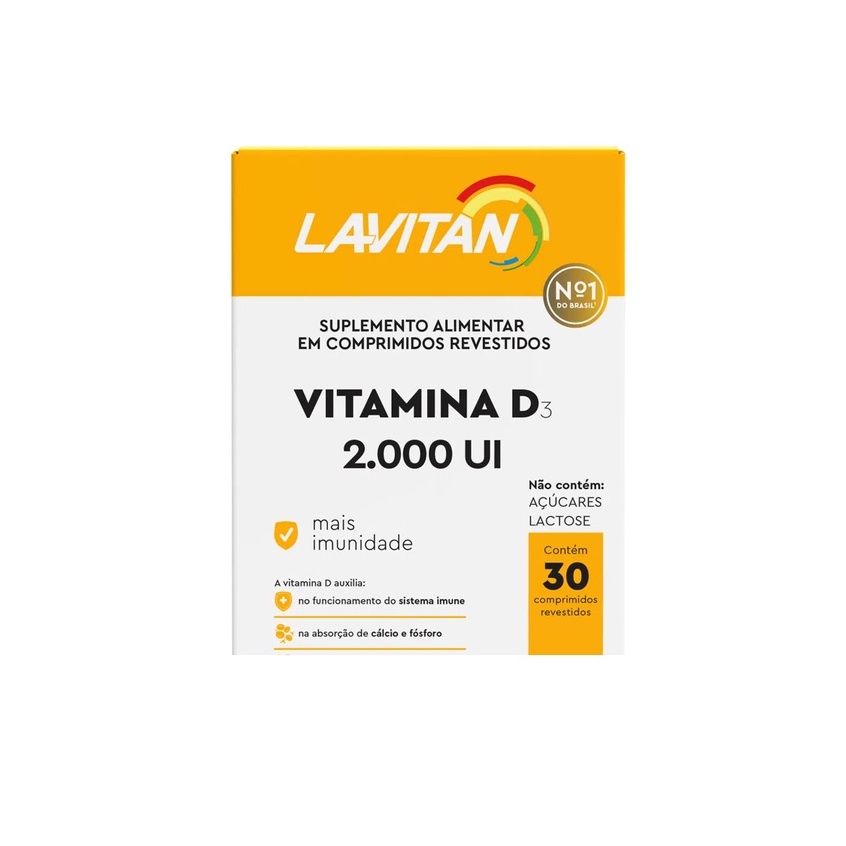 LAVITAN
Nº1
DO BRASIL¹
SUPLEMENTO ALIMENTAR
EM COMPRIMIDOS REVESTIDOS
VITAMINA D3
2.000 UI
Não contém:
AÇÚCARES
LACTOSE
mais
imunidade
Contém
30
comprimidos
revestidos
A vitamina D auxilia:
no funcionamento do sistema imune
na absorção de cálcio e fósforo